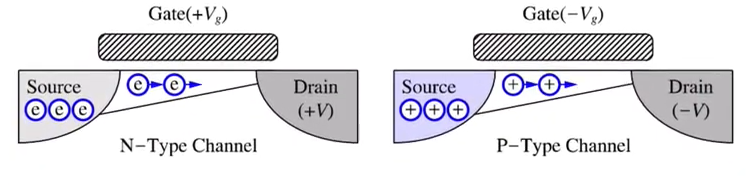 Gate(+Vg)
Source
e e e
e e
Drain
(+V)
N−Type Channel
Gate(−Vg)
Source
+ + +
+ +
Drain
(−V)
P−Type Channel